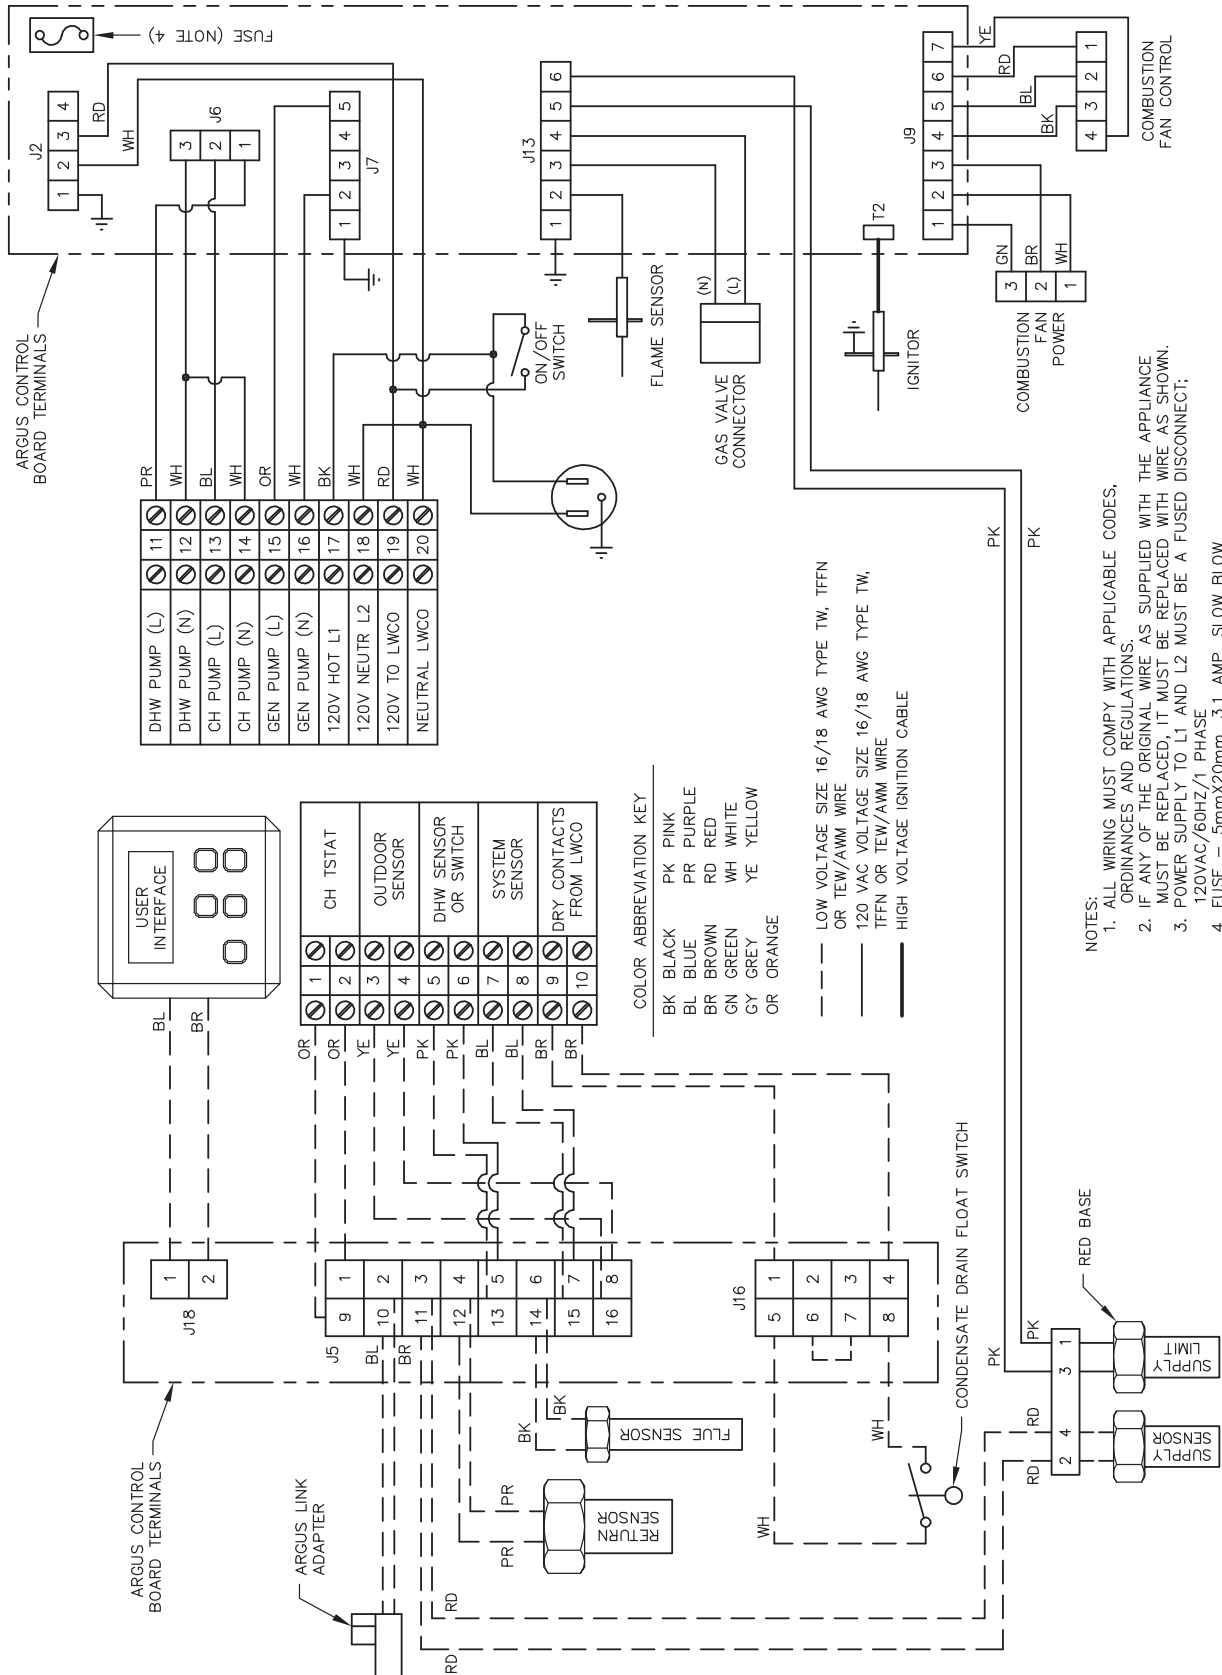 ARGUS CONTROL
BOARD TERMINALS
FUSE (NOTE 4)
J2
1
2
3
4
RD
WH
J6
3
2
1
J7
1
2
3
4
5
J13
1
2
3
4
5
6
J9
1
2
3
4
5
6
7
YE
RD
BL
BK
4
3
2
1
COMBUSTION
FAN CONTROL
T2
IGNITOR
FLAME SENSOR
(N)
(L)
GAS VALVE
CONNECTOR
GN
BR
WH
3
2
1
COMBUSTION
FAN
POWER
ON/OFF
SWITCH
PR
WH
BL
WH
OR
WH
BK
WH
RD
WH
11 DHW PUMP (L)
12 DHW PUMP (N)
13 CH PUMP (L)
14 CH PUMP (N)
15 GEN PUMP (L)
16 GEN PUMP (N)
17 120V HOT L1
18 120V NEUTR L2
19 120V TO LWCO
20 NEUTRAL LWCO
PK
PK
USER
INTERFACE
BL
BR
CH TSTAT
OUTDOOR
SENSOR
DHW SENSOR
OR SWITCH
SYSTEM
SENSOR
DRY CONTACTS
FROM LWCO
1
2
3
4
5
6
7
8
9
10
OR
OR
YE
YE
PK
PK
BL
BL
BR
BR
COLOR ABBREVIATION KEY
BK BLACK PK PINK
BL BLUE PR PURPLE
BR BROWN RD RED
GN GREEN WH WHITE
GY GREY YE YELLOW
OR ORANGE
LOW VOLTAGE SIZE 16/18 AWG TYPE TW, TFFN
OR TEW/AWM WIRE
120 VAC VOLTAGE SIZE 16/18 AWG TYPE TW,
TFFN OR TEW/AWM WIRE
HIGH VOLTAGE IGNITION CABLE
NOTES:
1. ALL WIRING MUST COMPY WITH APPLICABLE CODES,
ORDINANCES AND REGULATIONS.
2. IF ANY OF THE ORIGINAL WIRE AS SUPPLIED WITH THE APPLIANCE
MUST BE REPLACED, IT MUST BE REPLACED WITH WIRE AS SHOWN.
3. POWER SUPPLY TO L1 AND L2 MUST BE A FUSED DISCONNECT;
120VAC/60HZ/1 PHASE
4. FUSE – 5mmX20mm, 3.1 AMP, SLOW BLOW
ARGUS CONTROL
BOARD TERMINALS
J18
1
2
J5
1
2
3
4
5
6
7
8
9
10
11
12
13
14
15
16
J16
1
2
3
4
5
6
7
8
BL
BR
ARGUS LINK
ADAPTER
BK
BK
FLUE SENSOR
PR
PR
RETURN
SENSOR
WH
WH
CONDENSATE DRAIN FLOAT SWITCH
RD
RD
RD
RD
PK
PK
2
4
3
1
RED BASE
SUPPLY
LIMIT
SUPPLY
SENSOR